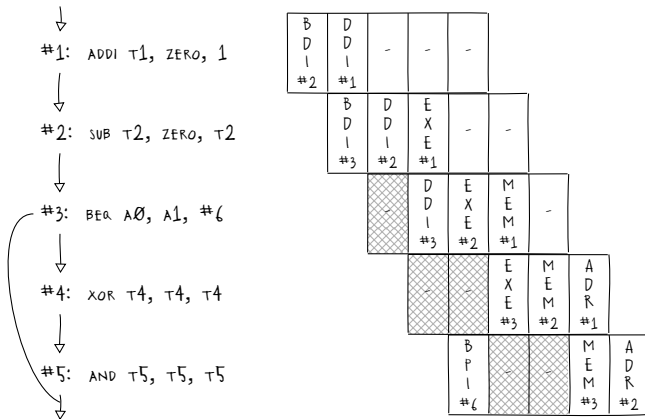 #1: ADDI T1, ZERO, 1
#2: SUB T2, ZERO, T2
#3: BEQ A0, A1, #6
#4: XOR T4, T4, T4
#5: AND T5, T5, T5
BDI #2 DDI #1 - - -
BDI #3 DDI #2 EXE #1 - -
- DDI #3 EXE #2 MEM #1 -
- - EXE #3 MEM #2 ADR #1
BPI #6 - - MEM #3 ADR #2